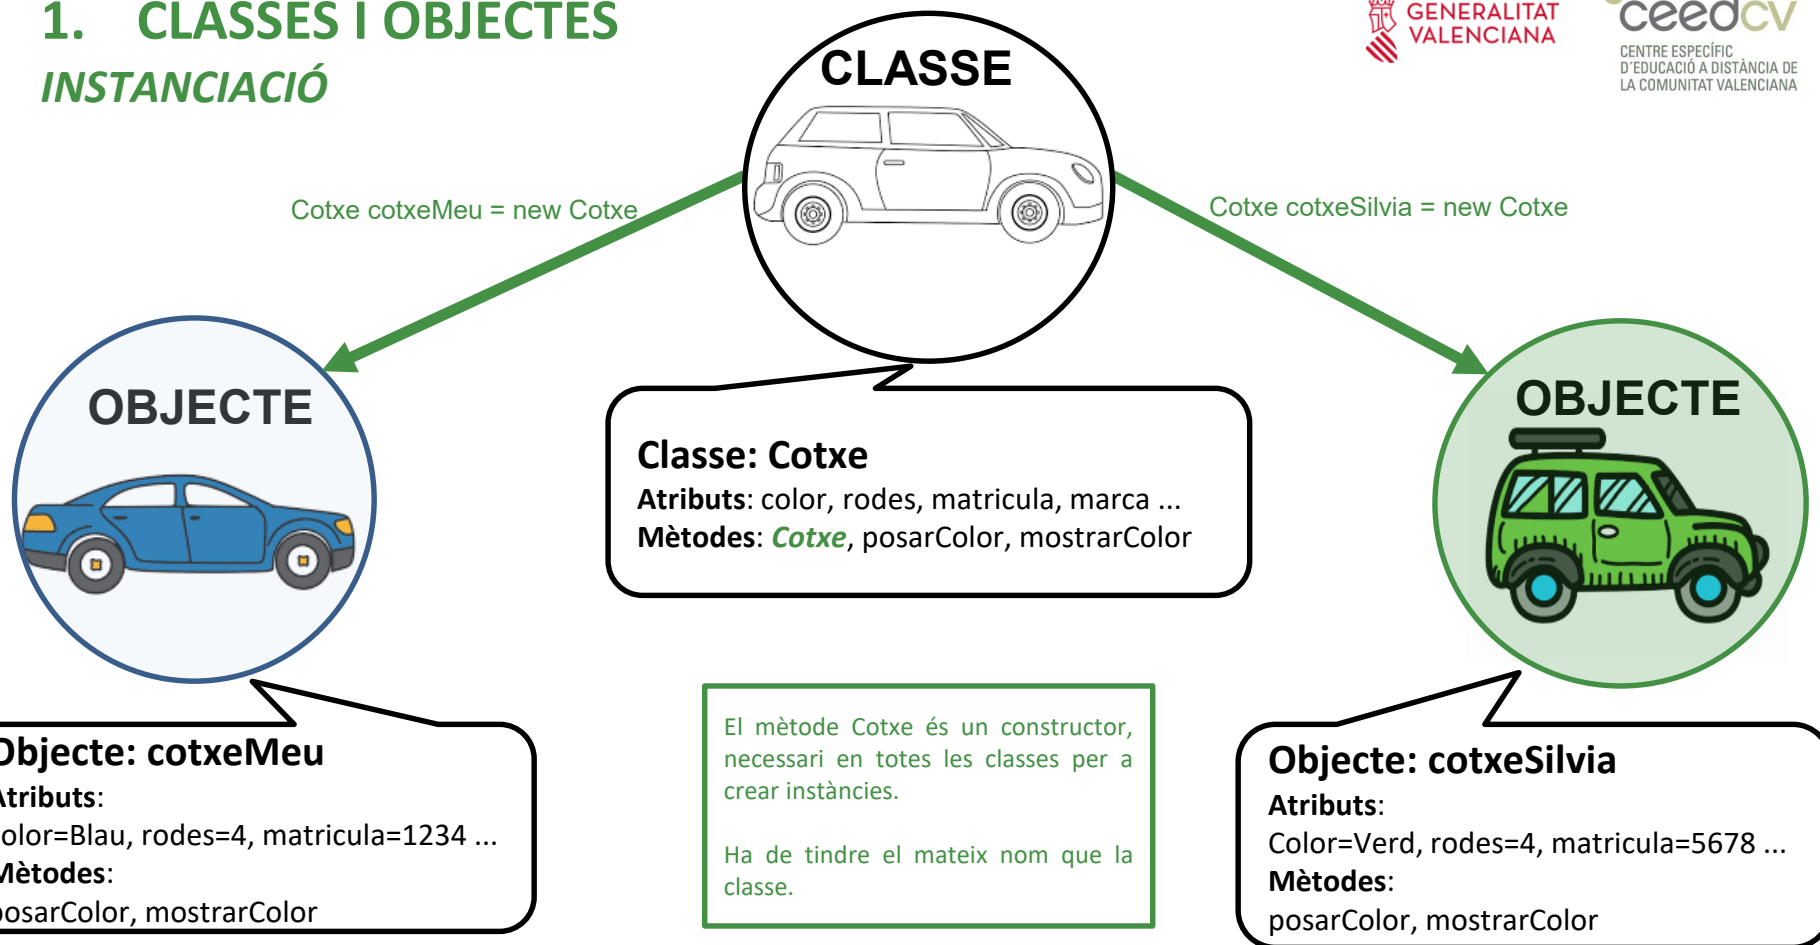 1. CLASSES I OBJECTES
INSTANCIACIÓ
GENERALITAT
VALENCIANA
ceedcv
CENTRE ESPECÍFIC
D'EDUCACIÓ A DISTÀNCIA DE
LA COMUNITAT VALENCIANA
CLASSE
Cotxe cotxeMeu = new Cotxe
Cotxe cotxeSilvia = new Cotxe
OBJECTE
OBJECTE
Classe: Cotxe
Atributs: color, rodes, matricula, marca ...
Mètodes: Cotxe, posarColor, mostrarColor
Objecte: cotxeMeu
Atributs:
color=Blau, rodes=4, matricula=1234 ...
Mètodes:
posarColor, mostrarColor
El mètode Cotxe és un constructor,
necessari en totes les classes per a
crear instàncies.
Ha de tindre el mateix nom que la
classe.
Objecte: cotxeSilvia
Atributs:
Color=Verd, rodes=4, matricula=5678 ...
Mètodes:
posarColor, mostrarColor